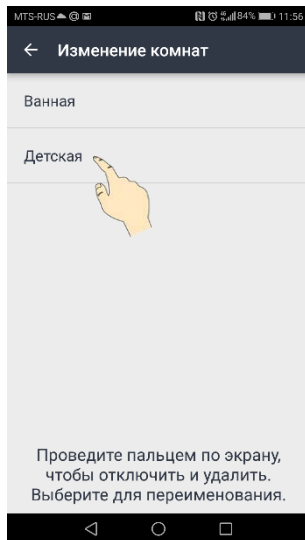 MTS-RUS 84% 11:56
Изменение комнат
Ванная
Детская
Проведите пальцем по экрану,
чтобы отключить и удалить.
Выберите для переименования.